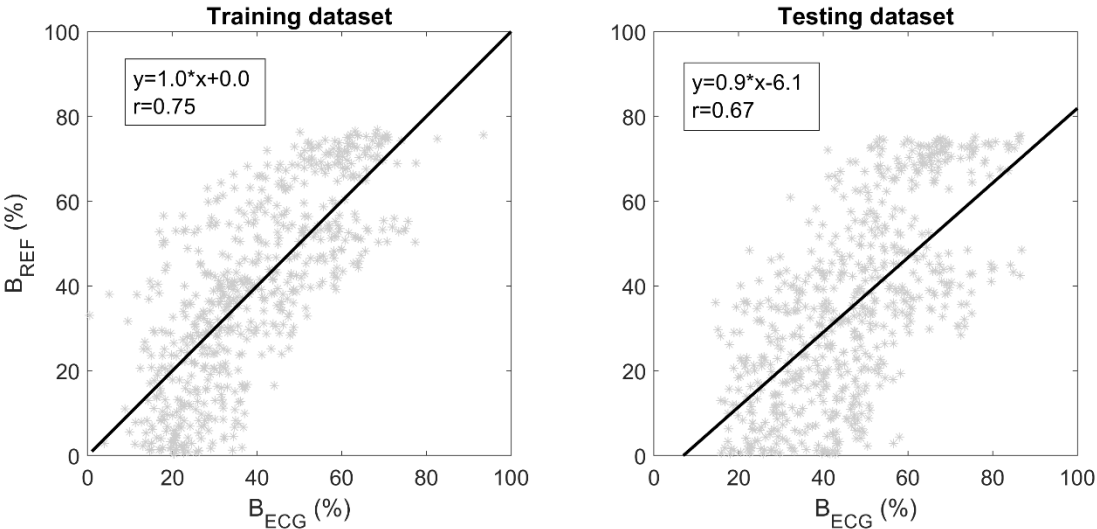 Training dataset
100
80
60
40
20
0
B_REF (%)
y=1.0*x+0.0
r=0.75
0 20 40 60 80 100
B_ECG (%)
Testing dataset
100
80
60
40
20
0
y=0.9*x-6.1
r=0.67
0 20 40 60 80 100
B_ECG (%)